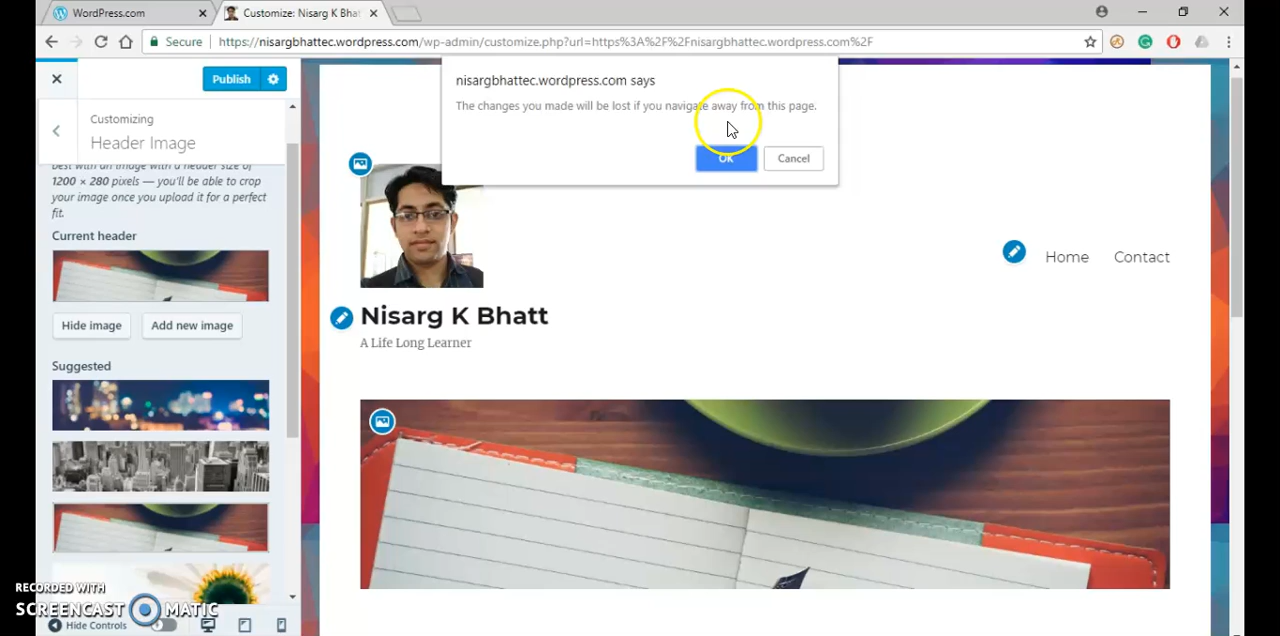 WordPress.com
Customize: Nisarg K Bhatt
Secure
https://nisargbhattec.wordpress.com/wp-admin/customize.php?url=https%3A%2F%2Fnisargbhattec.wordpress.com%2F
nisargbhattec.wordpress.com says
The changes you made will be lost if you navigate away from this page.
OK
Cancel
Publish
Customizing
Header Image
best with an image with a header size of
1200 × 280 pixels — you'll be able to crop
your image once you upload it for a perfect
fit.
Current header
Hide image
Add new image
Suggested
Hide Controls
Home
Contact
Nisarg K Bhatt
A Life Long Learner
RECORDED WITH
SCREENCAST MATIC